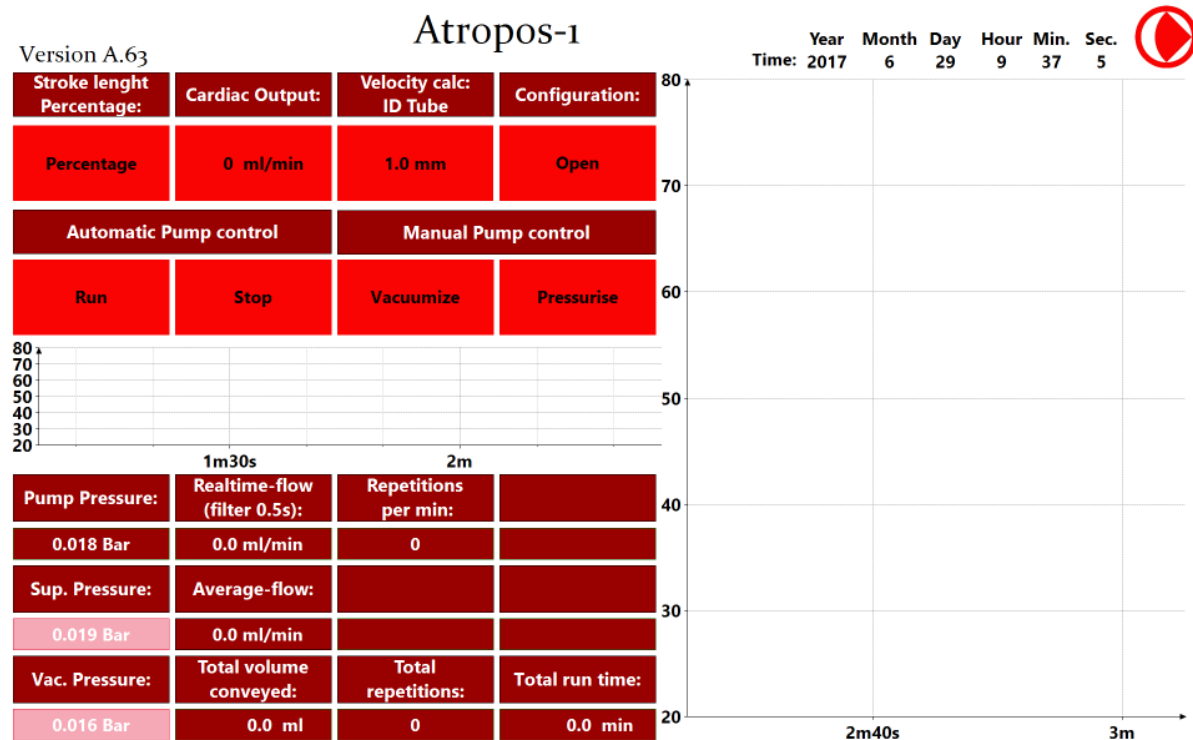 Atropos-1
Version A.63
Year Month Day Hour Min. Sec.
Time: 2017 6 29 9 37 5
Stroke lenght
Percentage:
Cardiac Output:
Velocity calc:
ID Tube
Configuration:
Percentage
0 ml/min
1.0 mm
Open
Automatic Pump control
Manual Pump control
Run
Stop
Vacuumize
Pressurise
80
70
60
50
40
30
20
1m30s
2m
Pump Pressure:
Realtime-flow
(filter 0.5s):
Repetitions
per min:
0.018 Bar
0.0 ml/min
0
Sup. Pressure:
Average-flow:
0.019 Bar
0.0 ml/min
Vac. Pressure:
Total volume
conveyed:
Total
repetitions:
Total run time:
0.016 Bar
0.0 ml
0
0.0 min
80
70
60
50
40
30
20
2m40s
3m